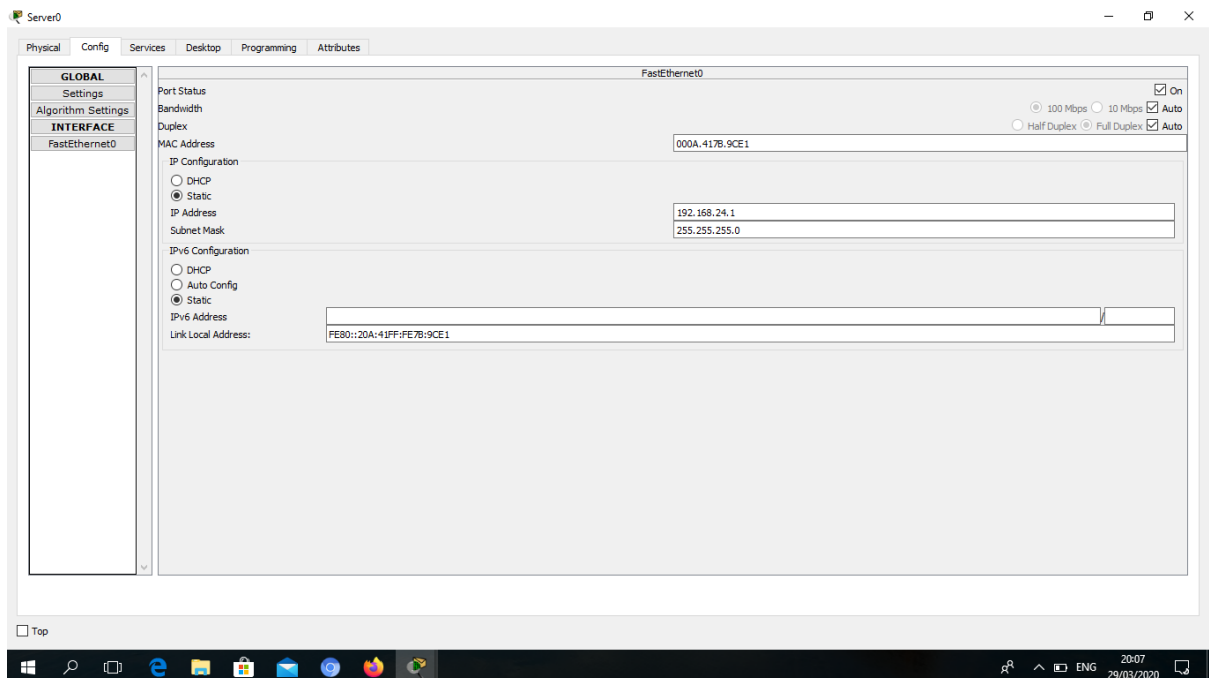 Server0
Physical Config Services Desktop Programming Attributes
GLOBAL
Settings
Algorithm Settings
INTERFACE
FastEthernet0
FastEthernet0
Port Status On
Bandwidth 100 Mbps 10 Mbps Auto
Duplex Half Duplex Full Duplex Auto
MAC Address 000A.417B.9CE1
IP Configuration
DHCP
Static
IP Address 192.168.24.1
Subnet Mask 255.255.255.0
IPv6 Configuration
DHCP
Auto Config
Static
IPv6 Address /
Link Local Address: FE80::20A:41FF:FE7B:9CE1
Top
ENG 20:07
29/03/2020